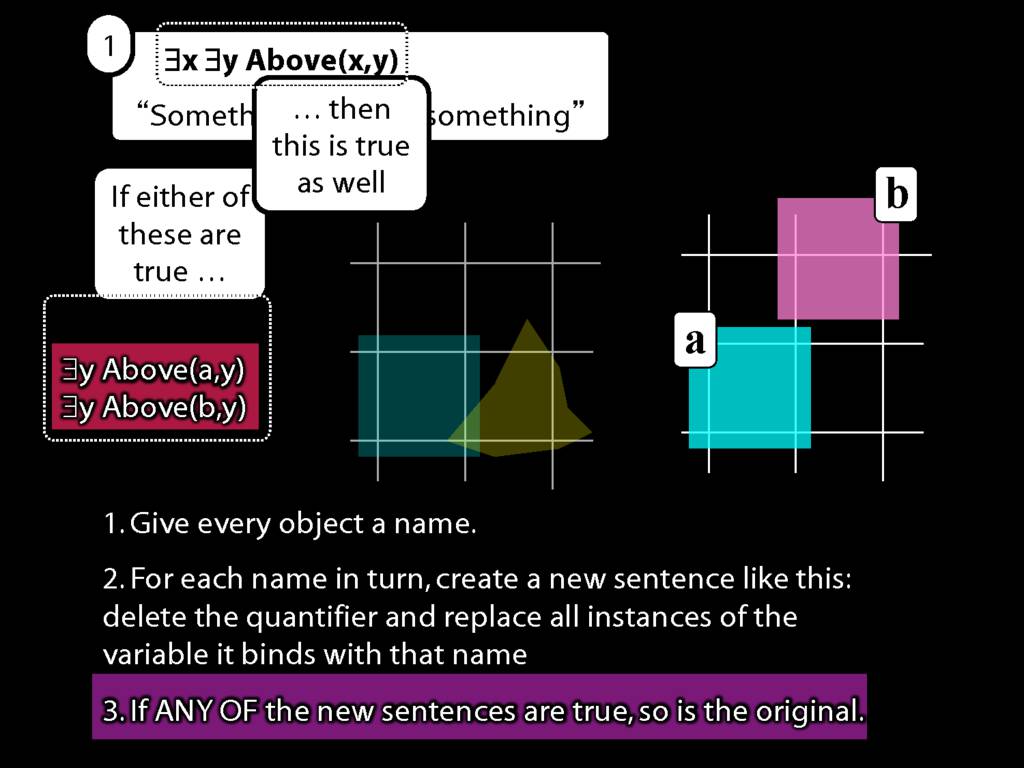 1
∃x ∃y Above(x,y)
“Someth something”
… then
this is true
as well
If either of
these are
true …
b
a
∃y Above(a,y)
∃y Above(b,y)
1. Give every object a name.
2. For each name in turn, create a new sentence like this:
delete the quantifier and replace all instances of the
variable it binds with that name
3. If ANY OF the new sentences are true, so is the original.